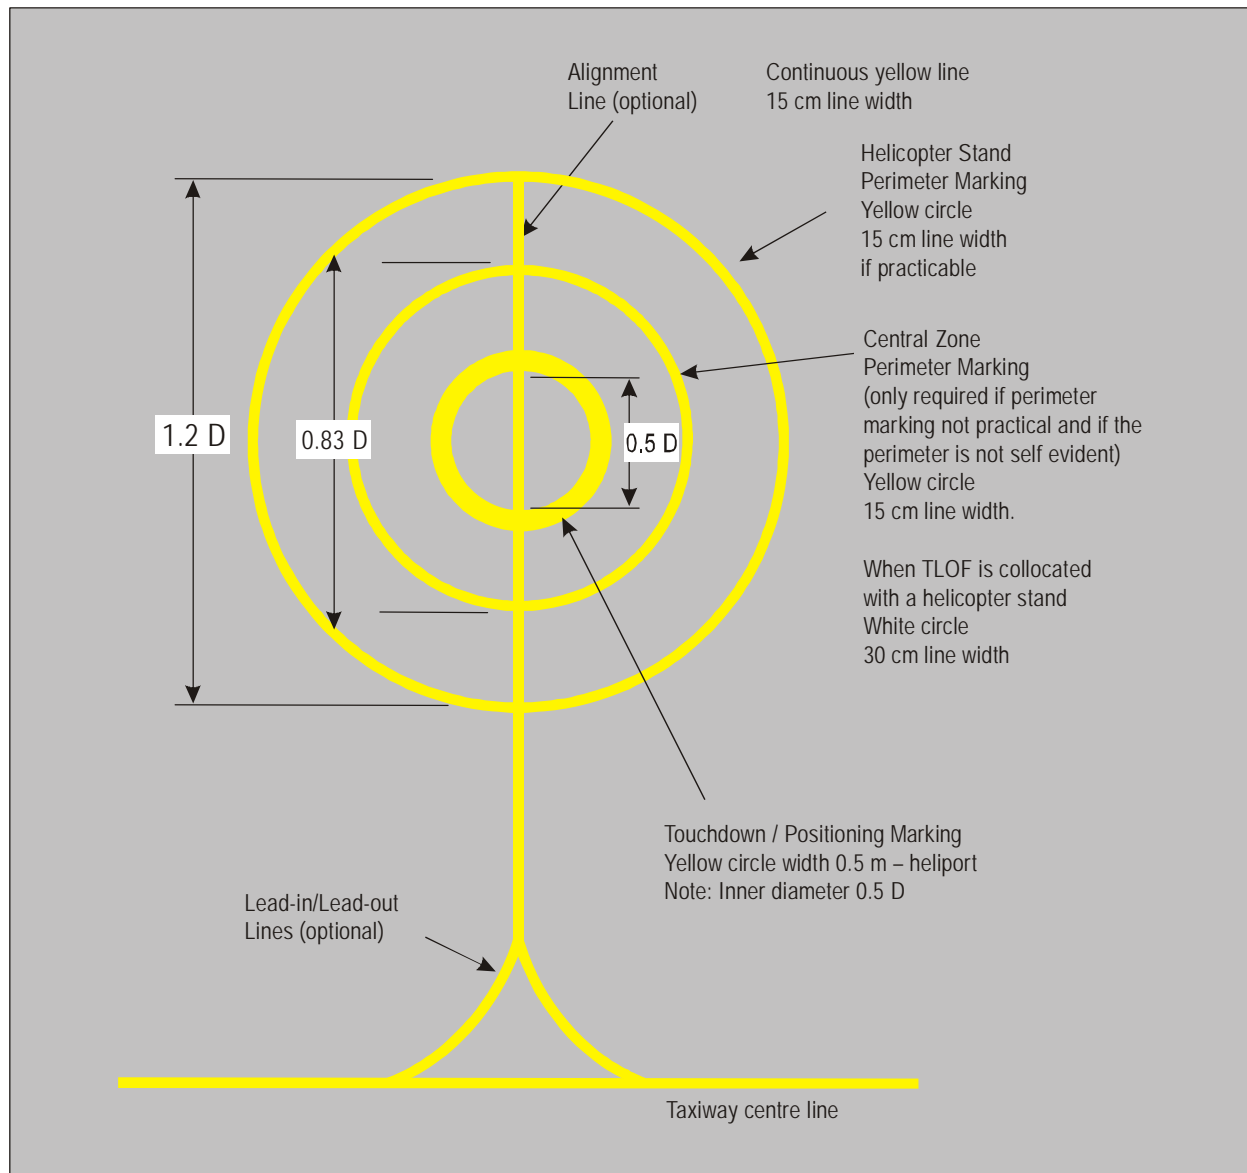 Alignment
Line (optional)
Continuous yellow line
15 cm line width
Helicopter Stand
Perimeter Marking
Yellow circle
15 cm line width
if practicable
Central Zone
Perimeter Marking
(only required if perimeter
marking not practical and if the
perimeter is not self evident)
Yellow circle
15 cm line width.
When TLOF is collocated
with a helicopter stand
White circle
30 cm line width
1.2 D
0.83 D
0.5 D
Touchdown / Positioning Marking
Yellow circle width 0.5 m – heliport
Note: Inner diameter 0.5 D
Lead-in/Lead-out
Lines (optional)
Taxiway centre line